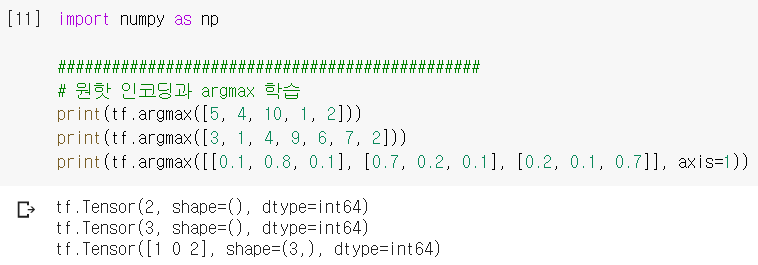 [11] import numpy as np
###############################################
# 원핫 인코딩과 argmax 학습
print(tf.argmax([5, 4, 10, 1, 2]))
print(tf.argmax([3, 1, 4, 9, 6, 7, 2]))
print(tf.argmax([[0.1, 0.8, 0.1], [0.7, 0.2, 0.1], [0.2, 0.1, 0.7]], axis=1))
tf.Tensor(2, shape=(), dtype=int64)
tf.Tensor(3, shape=(), dtype=int64)
tf.Tensor([1 0 2], shape=(3,), dtype=int64)